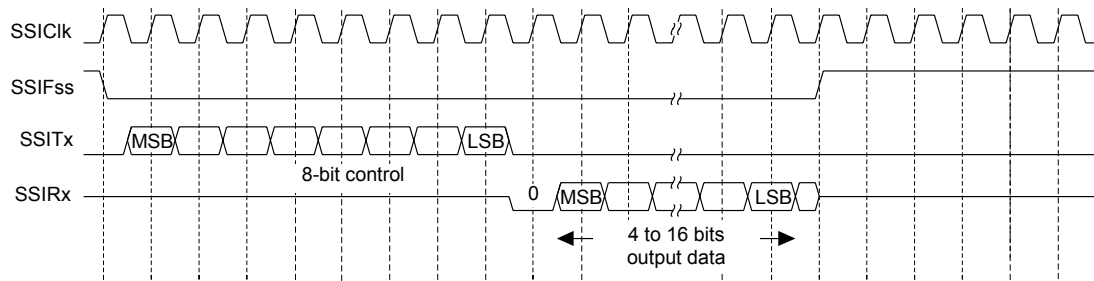 SSIClk
SSIFss
SSITx
MSB
LSB
8-bit control
SSIRx
0
MSB
LSB
4 to 16 bits
output data